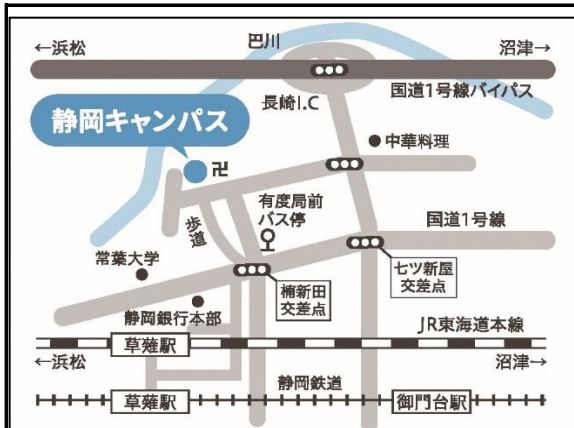 ←浜松
巴川
沼津→
国道1号線バイパス
長崎I.C
静岡キャンパス
中華料理
卍
有度局前
バス停
歩道
国道1号線
常葉大学
七ツ新屋
交差点
楠新田
交差点
静岡銀行本部
JR東海道本線
草薙駅
←浜松
沼津→
静岡鉄道
草薙駅
御門台駅